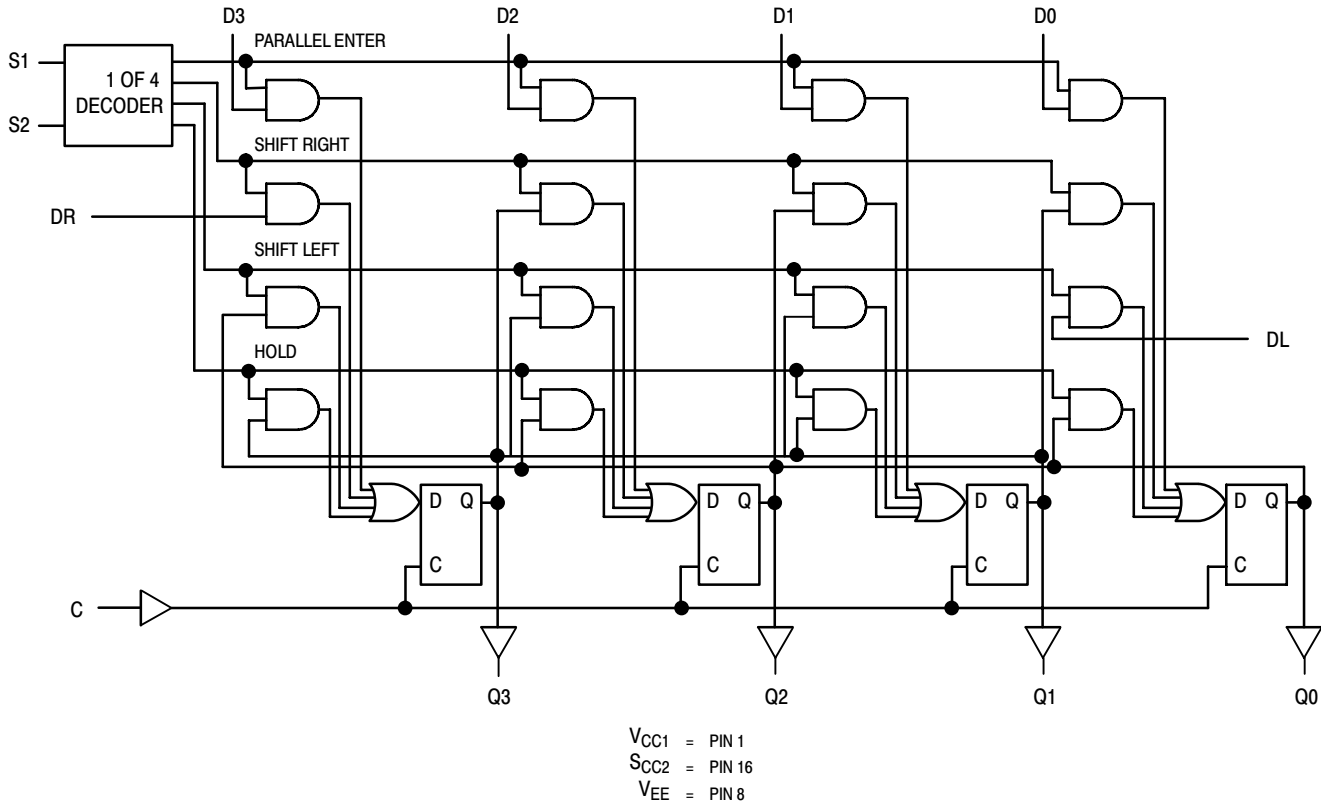 D3 D2 D1 D0
PARALLEL ENTER
S1
1 OF 4
DECODER
S2
SHIFT RIGHT
DR
SHIFT LEFT
DL
HOLD
D Q D Q D Q D Q
C C C C
C
Q3 Q2 Q1 Q0
VCC1 = PIN 1
SCC2 = PIN 16
VEE = PIN 8